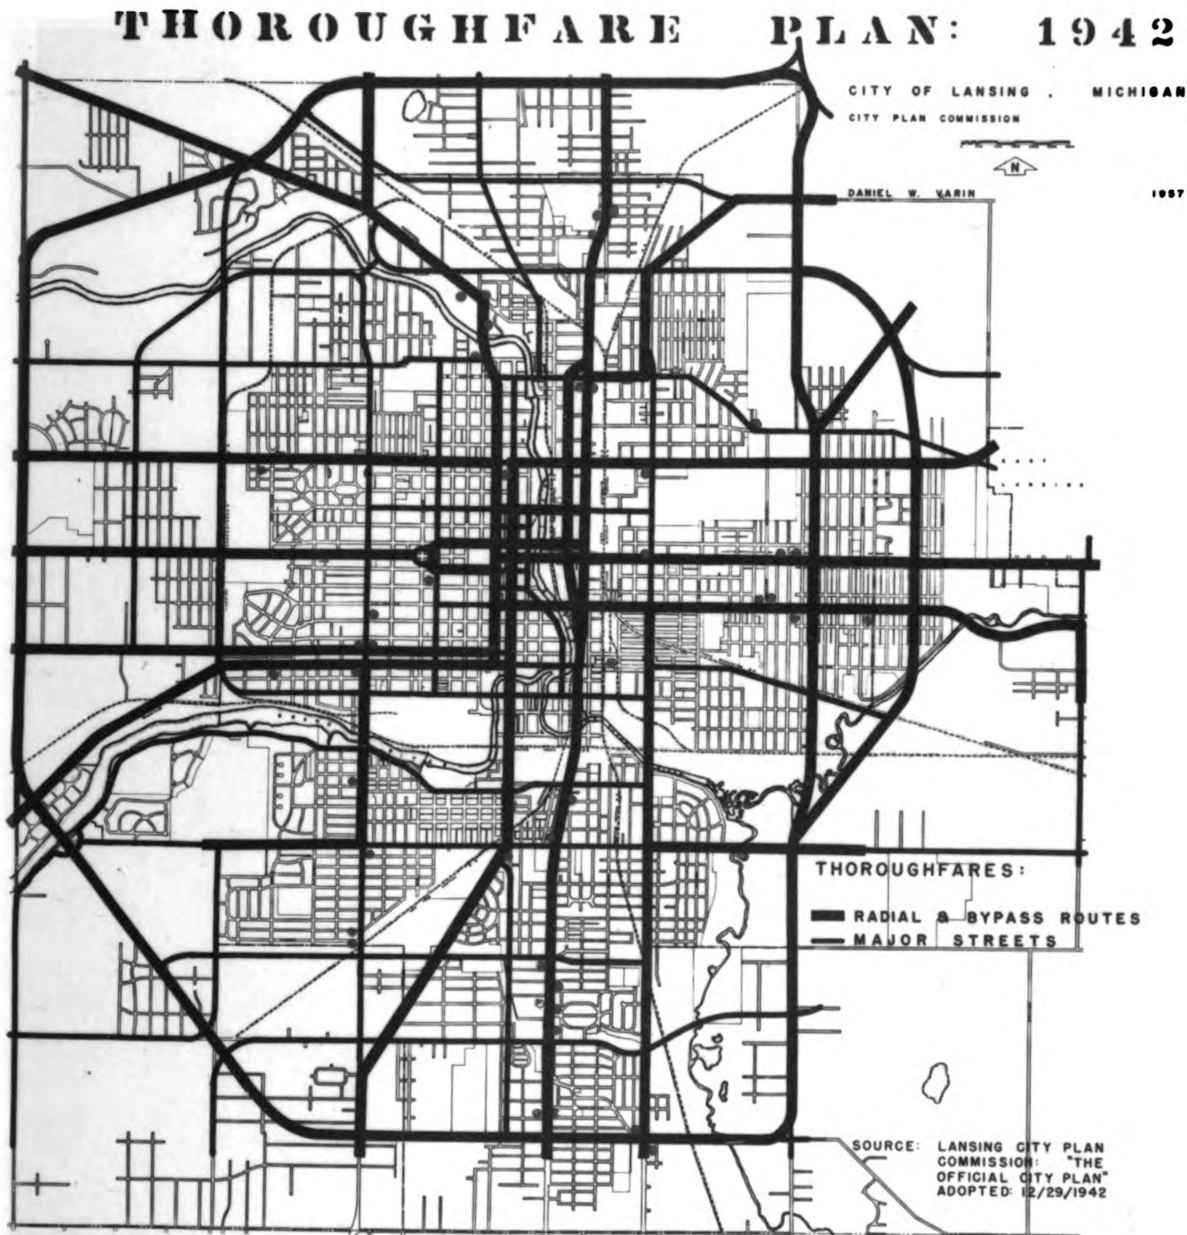 THOROUGHFARE PLAN: 1942
CITY OF LANSING , MICHIGAN
CITY PLAN COMMISSION
N
DANIEL W. VARIN 1957
THOROUGHFARES:
RADIAL & BYPASS ROUTES
MAJOR STREETS
SOURCE: LANSING CITY PLAN
COMMISSION: "THE
OFFICIAL CITY PLAN"
ADOPTED: 12/29/1942